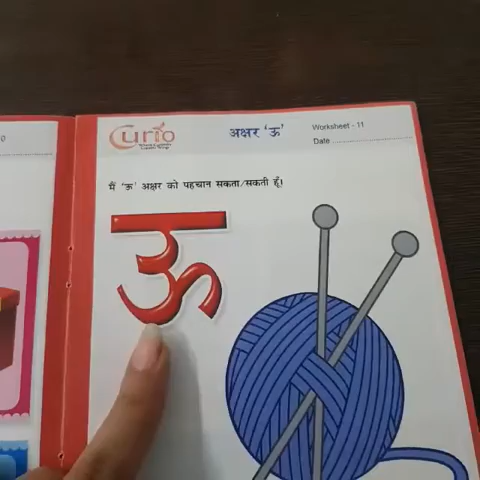 Curio
अक्षर 'ऊ'
Worksheet - 11
Date
मैं 'ऊ' अक्षर को पहचान सकता/सकती हूँ।
ऊ